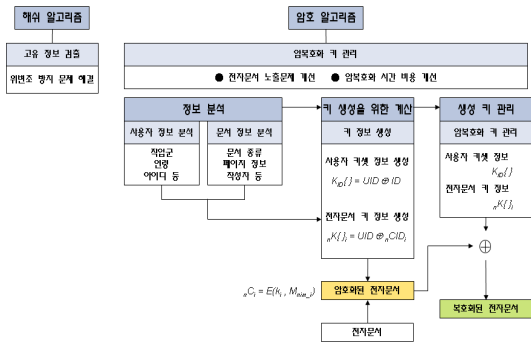 해쉬 알고리즘
고유 정보 검출
위변조 방지 문제 해결
암호 알고리즘
암복호화 키 관리
● 전자문서 노출문제 개선 ● 암복호화 시간 비용 개선
정보 분석
사용자 정보 분석
직업군
연령
아이디 등
문서 정보 분석
문서 종류
페이지 정보
작성자 등
키 생성을 위한 계산
키 정보 생성
사용자 키셋 정보 생성
K_ID{ } = UID ⊕ ID
전자문서 키 정보 생성
_nK{ }_i = UID ⊕ _nCID_i
생성 키 관리
암복호화 키 관리
사용자 키셋 정보
K_ID{ }
전자문서 키 정보
_nK{ }_i
⊕
_nC_i = E(k_i , M_nie_i)
암호화된 전자문서
복호화된 전자문서
전자문서